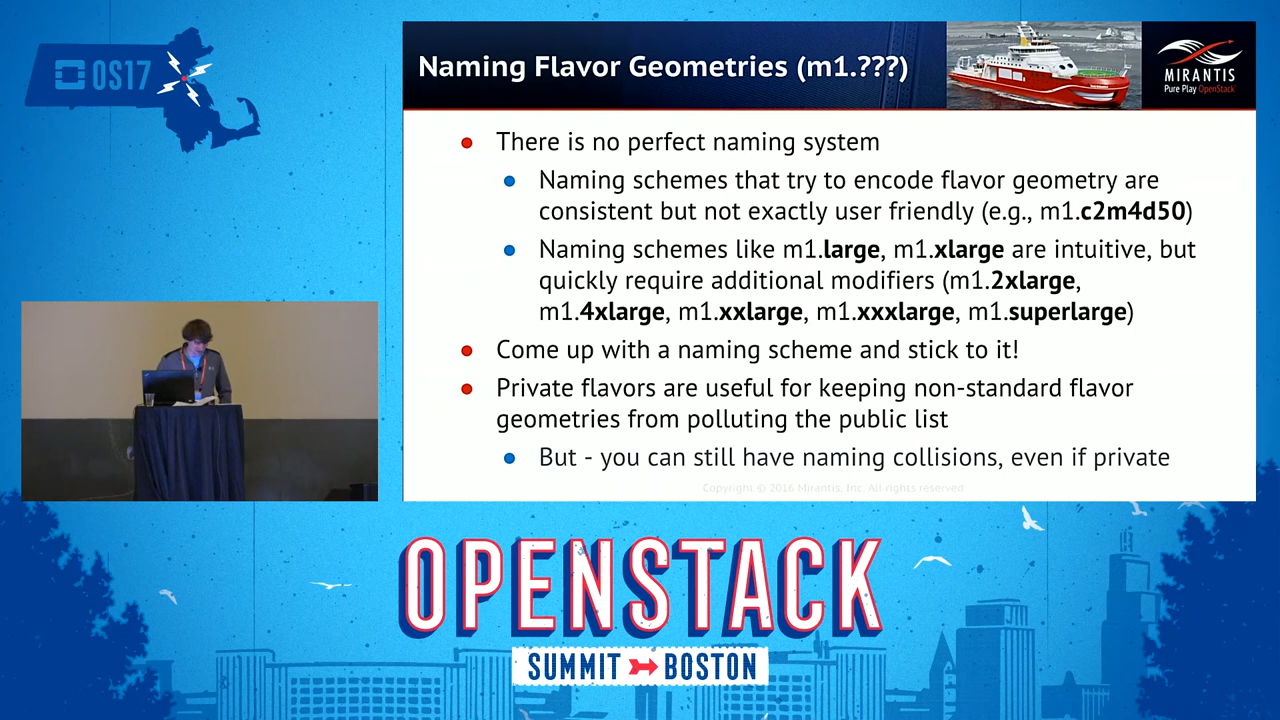 OS17
Naming Flavor Geometries (m1.???)
MIRANTIS
Pure Play OpenStack
There is no perfect naming system
Naming schemes that try to encode flavor geometry are
consistent but not exactly user friendly (e.g., m1.c2m4d50)
Naming schemes like m1.large, m1.xlarge are intuitive, but
quickly require additional modifiers (m1.2xlarge,
m1.4xlarge, m1.xxlarge, m1.xxxlarge, m1.superlarge)
Come up with a naming scheme and stick to it!
Private flavors are useful for keeping non-standard flavor
geometries from polluting the public list
But - you can still have naming collisions, even if private
Copyright © 2016 Mirantis, Inc. All rights reserved
OPENSTACK
SUMMIT BOSTON